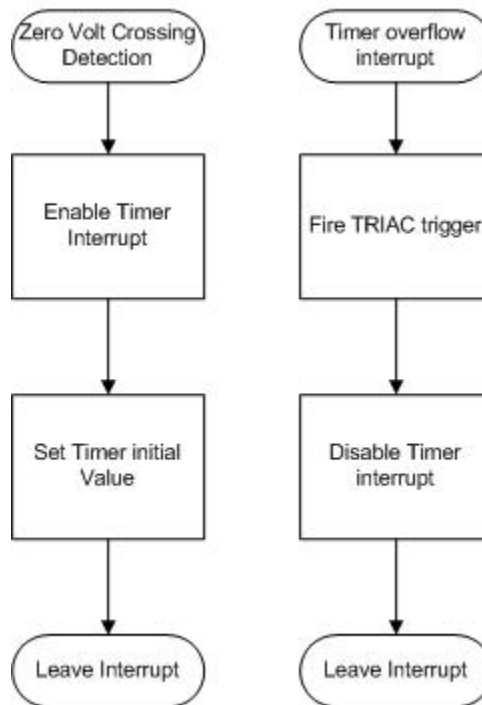 Zero Volt Crossing
Detection
Enable Timer
Interrupt
Set Timer initial
Value
Leave Interrupt
Timer overflow
interrupt
Fire TRIAC trigger
Disable Timer
interrupt
Leave Interrupt